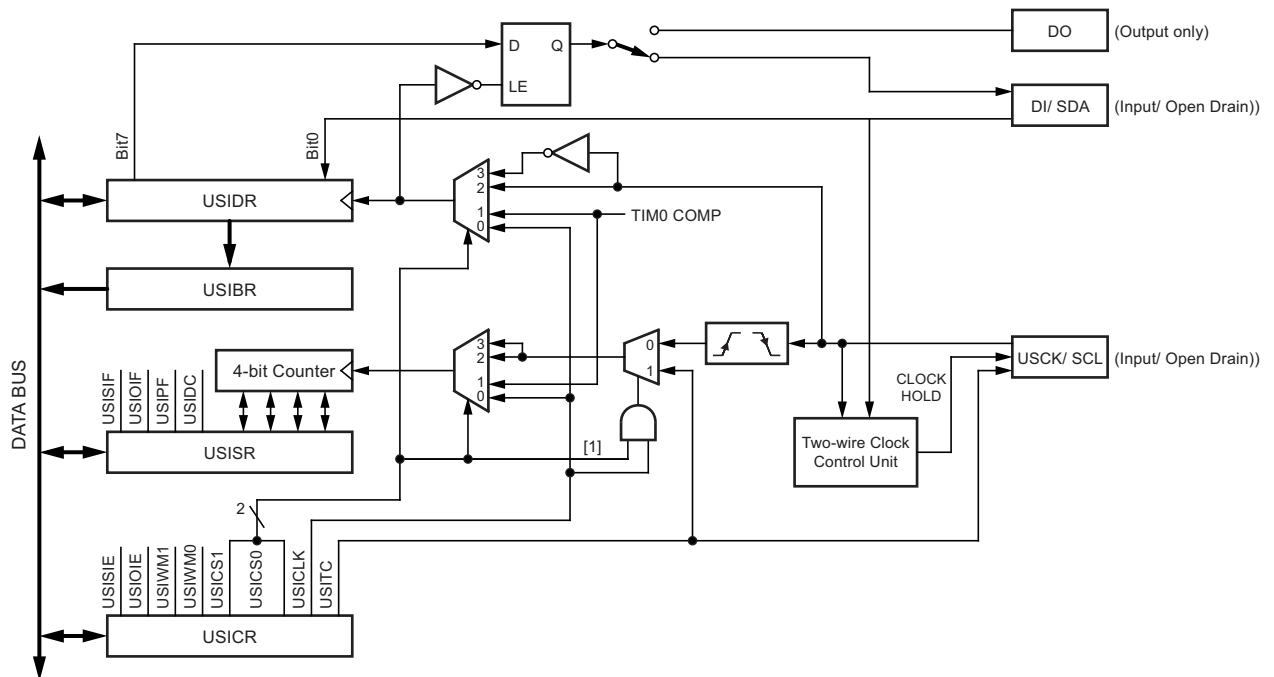 DO (Output only)
D Q
LE
DI/ SDA (Input/ Open Drain))
Bit7
Bit0
3
2
1
0
USIDR
TIM0 COMP
USIBR
3
2
1
0
0
1
4-bit Counter
USCK/ SCL (Input/ Open Drain))
CLOCK
HOLD
DATA BUS
USISIF
USIOIF
USIPF
USIDC
[1]
Two-wire Clock
Control Unit
USISR
2
USISIE
USIOIE
USIWM1
USIWM0
USICS1
USICS0
USICLK
USITC
USICR